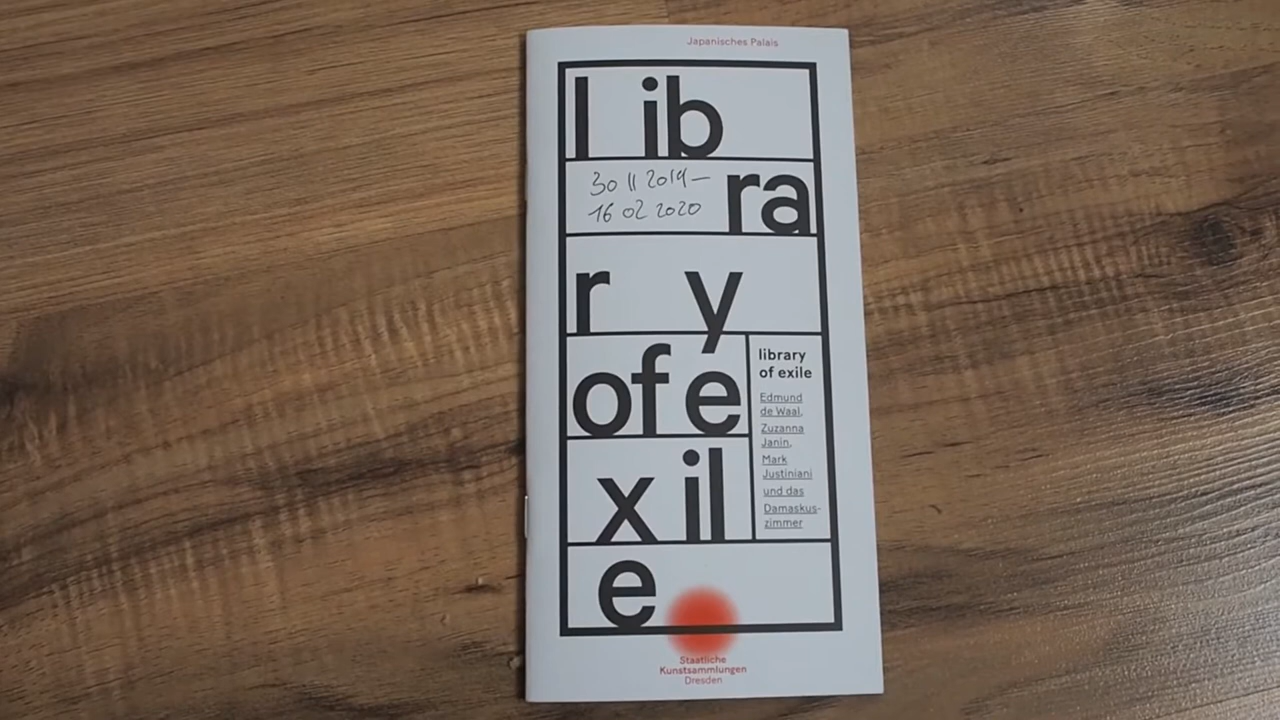 Japanisches Palais
l ib
30 11 2019—
16 02 2020
ra
r y
of e
library
of exile
Edmund
de Waal,
Zuzanna
Janin,
Mark
Justiniani
und das
Damaskus-
zimmer
x il
e
Staatliche
Kunstsammlungen
Dresden